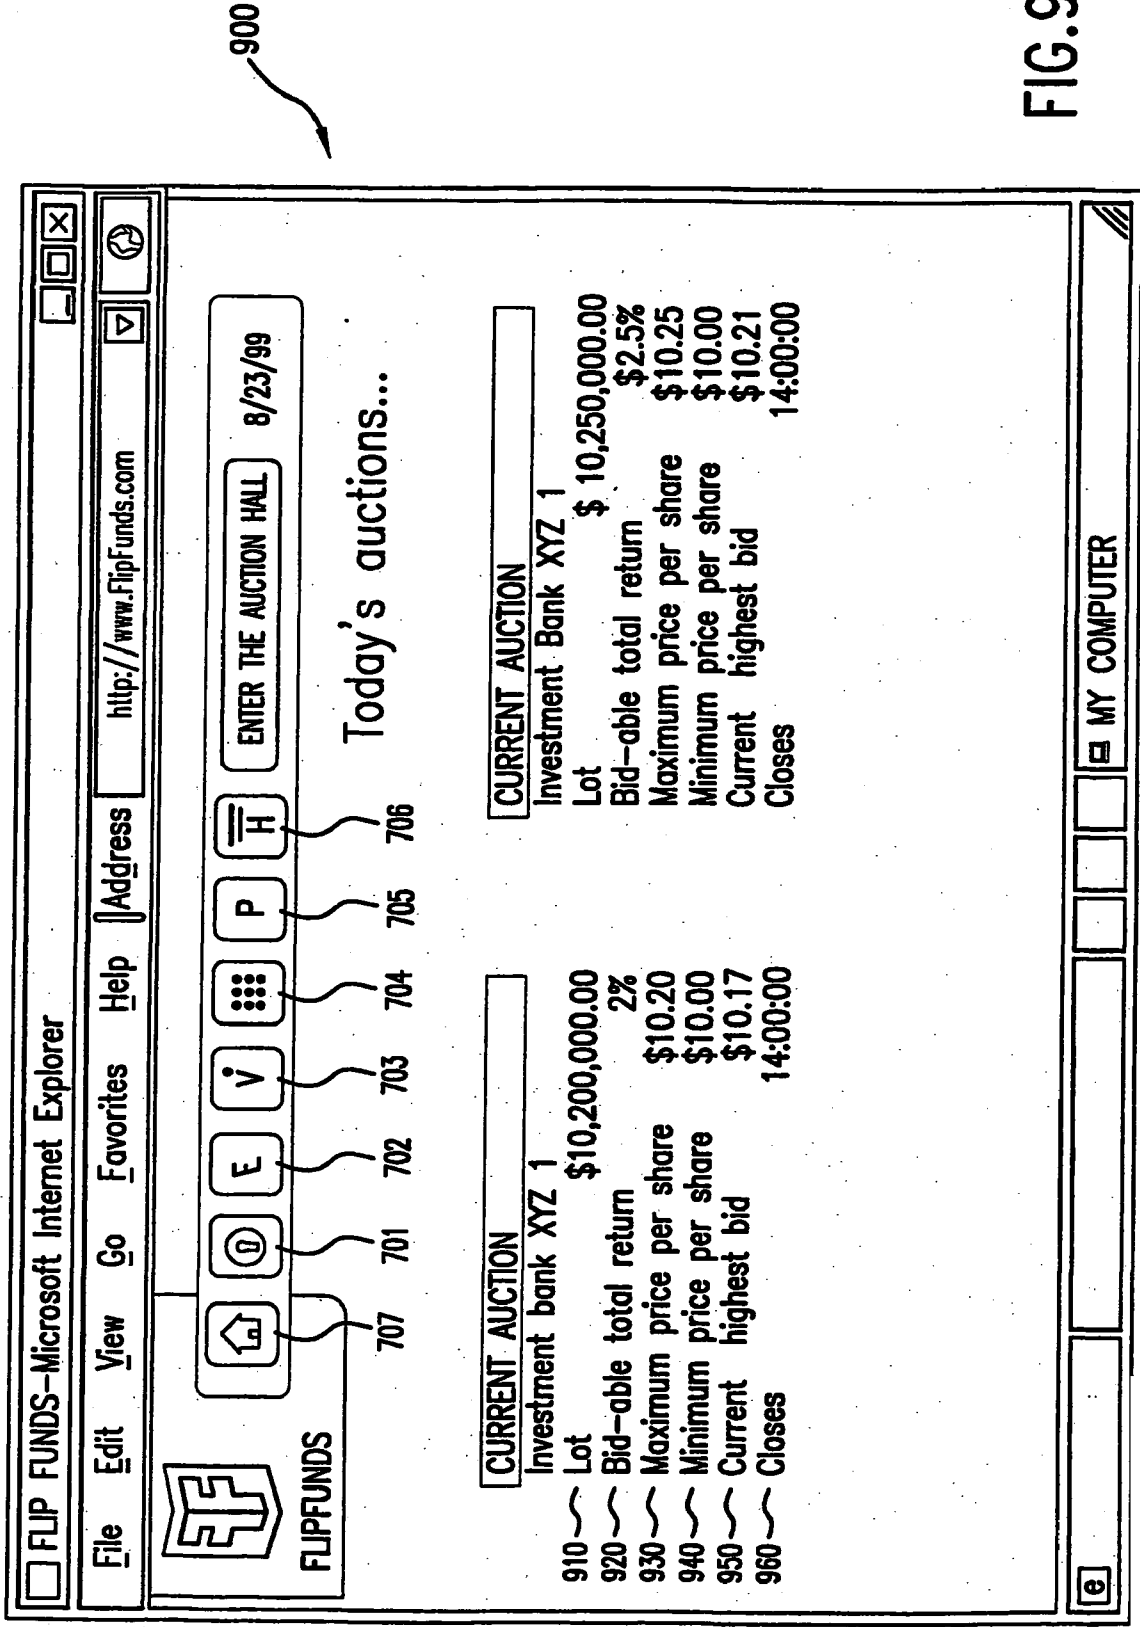 FLIP FUNDS-Microsoft Internet Explorer
File Edit View Go Favorites Help Address http://www.FlipFunds.com
FLIPFUNDS
E V P H ENTER THE AUCTION HALL 8/23/99
707 701 702 703 704 705 706
Today's auctions...
CURRENT AUCTION
Investment bank XYZ 1
910 Lot $10,200,000.00
920 Bid-able total return 2%
930 Maximum price per share $10.20
940 Minimum price per share $10.00
950 Current highest bid $10.17
960 Closes 14:00:00
CURRENT AUCTION
Investment Bank XYZ 1
Lot $ 10,250,000.00
Bid-able total return $2.5%
Maximum price per share $10.25
Minimum price per share $10.00
Current highest bid $10.21
Closes 14:00:00
e MY COMPUTER
900
FIG.9